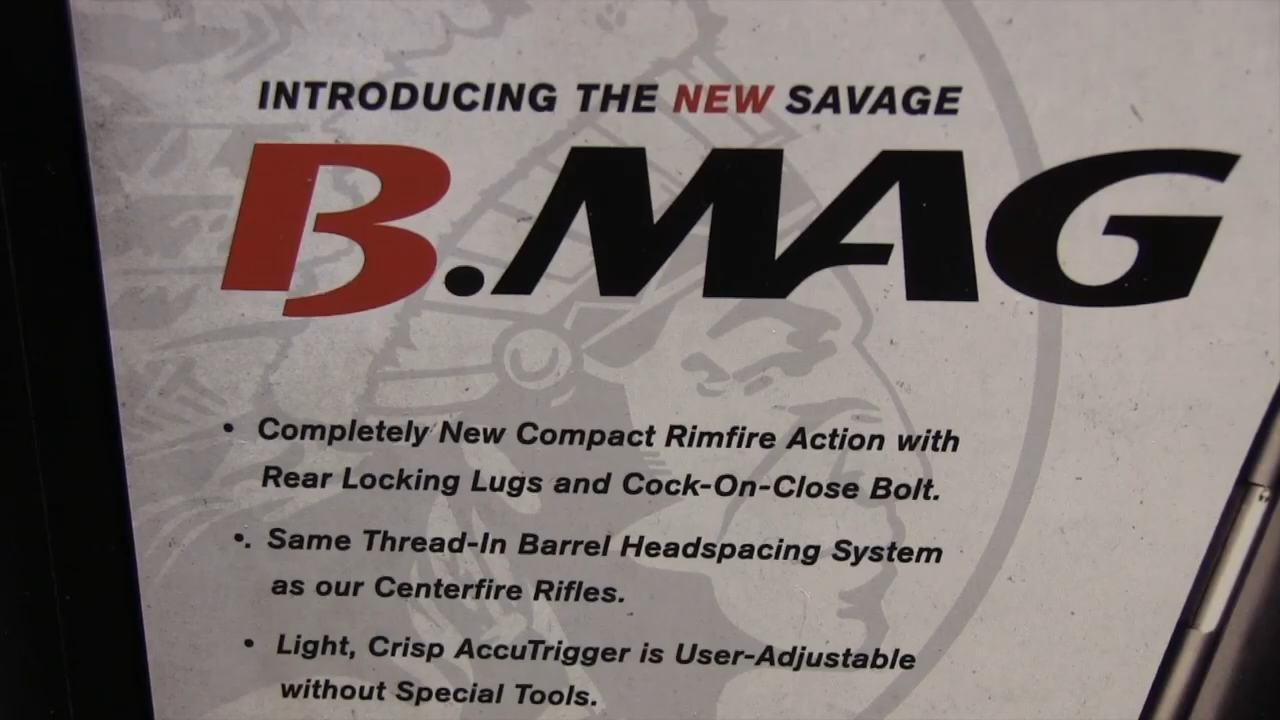 INTRODUCING THE NEW SAVAGE
B.MAG
• Completely New Compact Rimfire Action with
Rear Locking Lugs and Cock-On-Close Bolt.
• Same Thread-In Barrel Headspacing System
as our Centerfire Rifles.
• Light, Crisp AccuTrigger is User-Adjustable
without Special Tools.